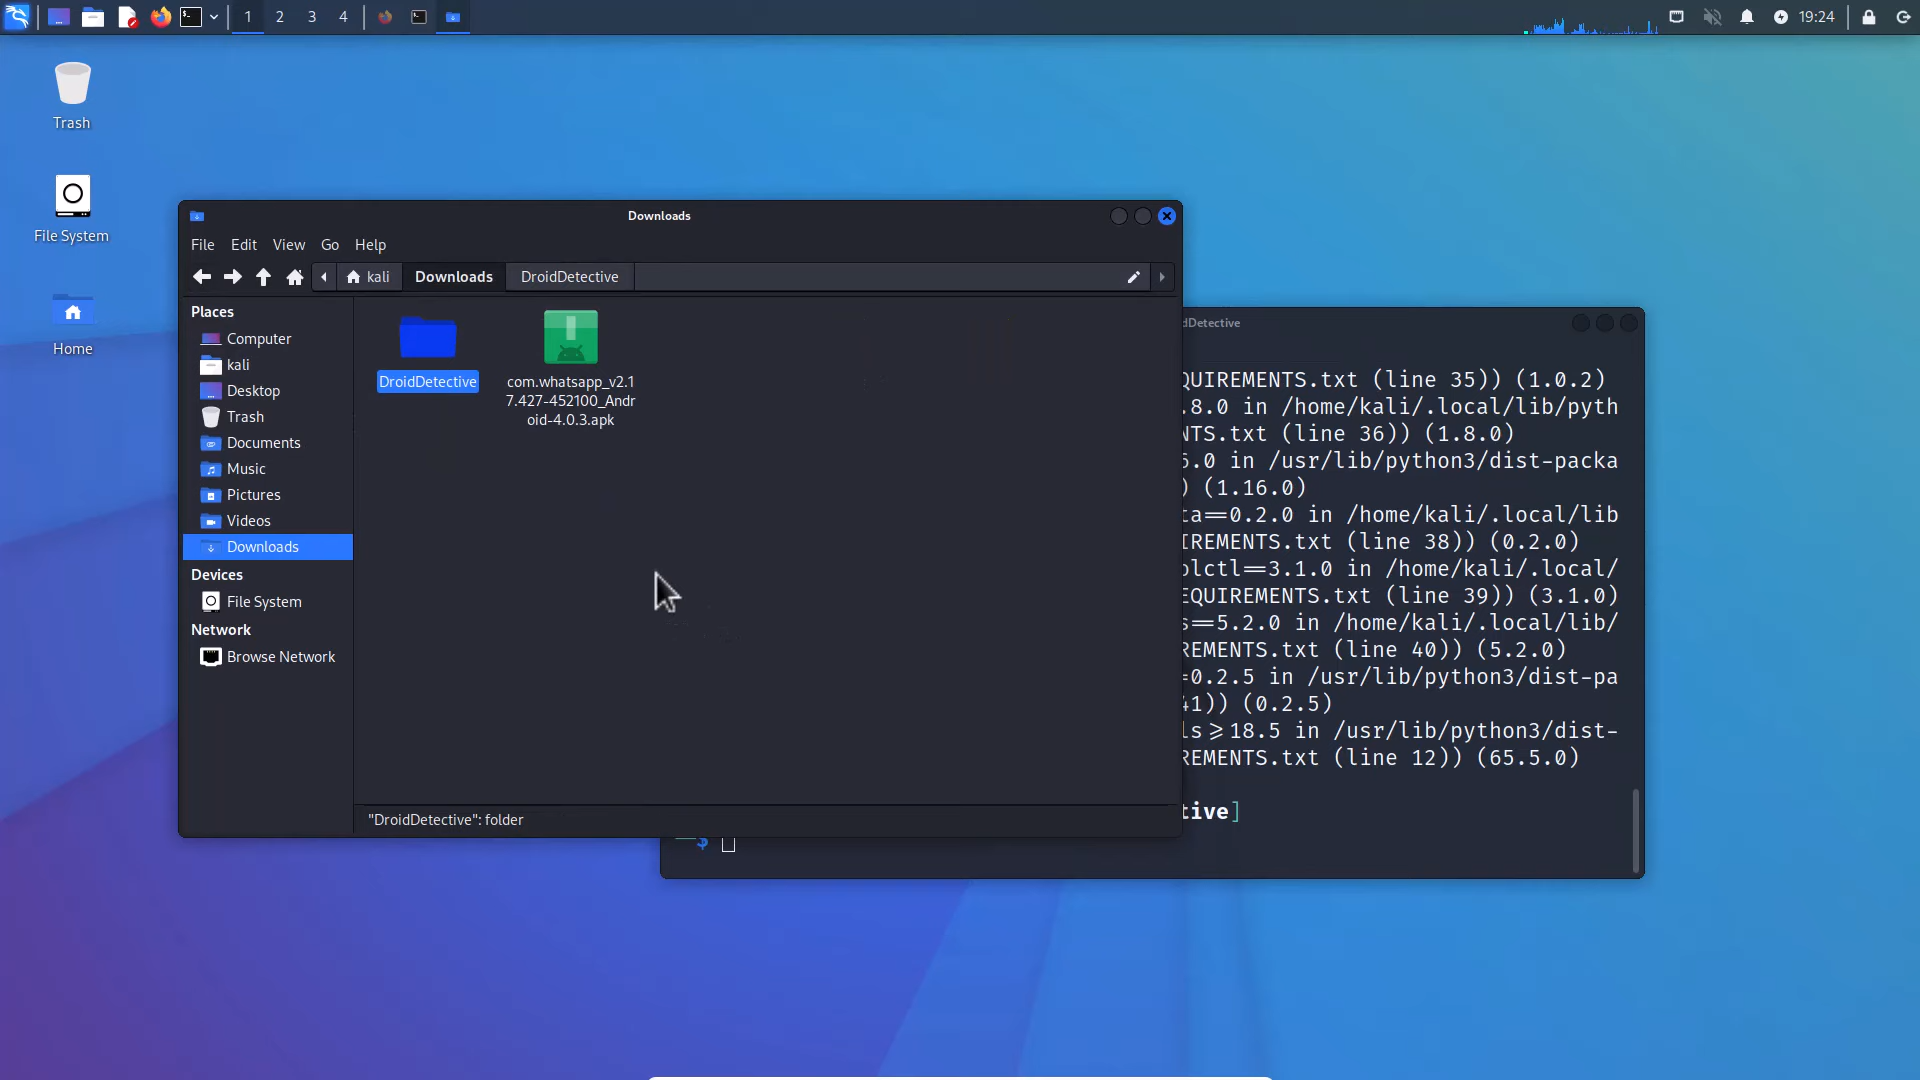 1 2 3 4
19:24
Trash
File System
Home
Downloads
File Edit View Go Help
kali Downloads DroidDetective
Places
Computer
kali
Desktop
Trash
Documents
Music
Pictures
Videos
Downloads
Devices
File System
Network
Browse Network
DroidDetective
com.whatsapp_v2.1
7.427-452100_Andr
oid-4.0.3.apk
"DroidDetective": folder
dDetective
QUIREMENTS.txt (line 35)) (1.0.2)
.8.0 in /home/kali/.local/lib/pyth
NTS.txt (line 36)) (1.8.0)
6.0 in /usr/lib/python3/dist-packa
) (1.16.0)
ta==0.2.0 in /home/kali/.local/lib
IREMENTS.txt (line 38)) (0.2.0)
olctl==3.1.0 in /home/kali/.local/
EQUIREMENTS.txt (line 39)) (3.1.0)
s==5.2.0 in /home/kali/.local/lib/
REMENTS.txt (line 40)) (5.2.0)
=0.2.5 in /usr/lib/python3/dist-pa
41)) (0.2.5)
ls>=18.5 in /usr/lib/python3/dist-
REMENTS.txt (line 12)) (65.5.0)
tive]
$